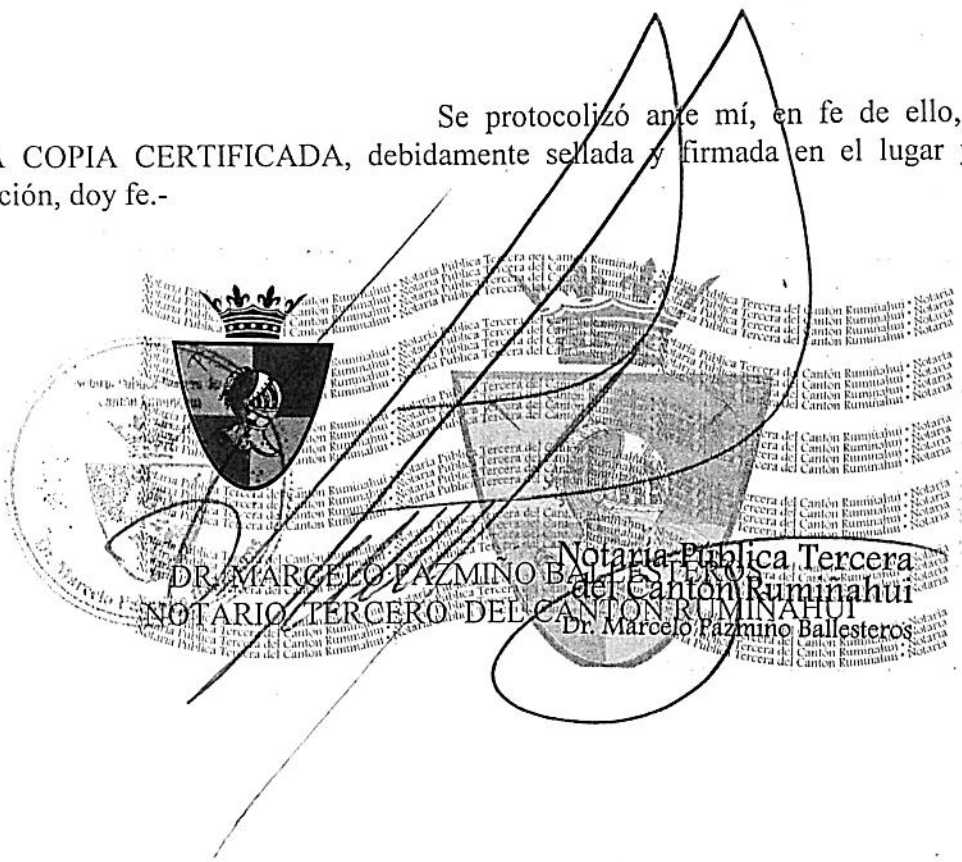 Se protocolizó ante mí, en fe de ello,
A COPIA CERTIFICADA, debidamente sellada y firmada en el lugar y
ción, doy fe.-
DR. MARCELO PAZMIÑO BALLESTEROS
NOTARIO TERCERO DEL CANTON RUMIÑAHUI
Notaría Pública Tercera
del Cantón Rumiñahui
Dr. Marcelo Pazmiño Ballesteros